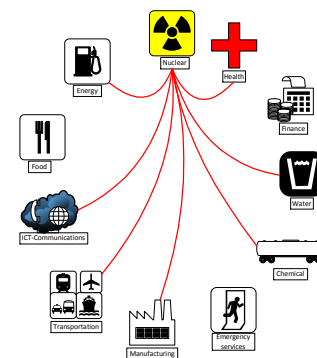 Nuclear
Energy
Health
Finance
Food
Water
ICT-Communications
Chemical
Transportation
Emergency
services
Manufacturing